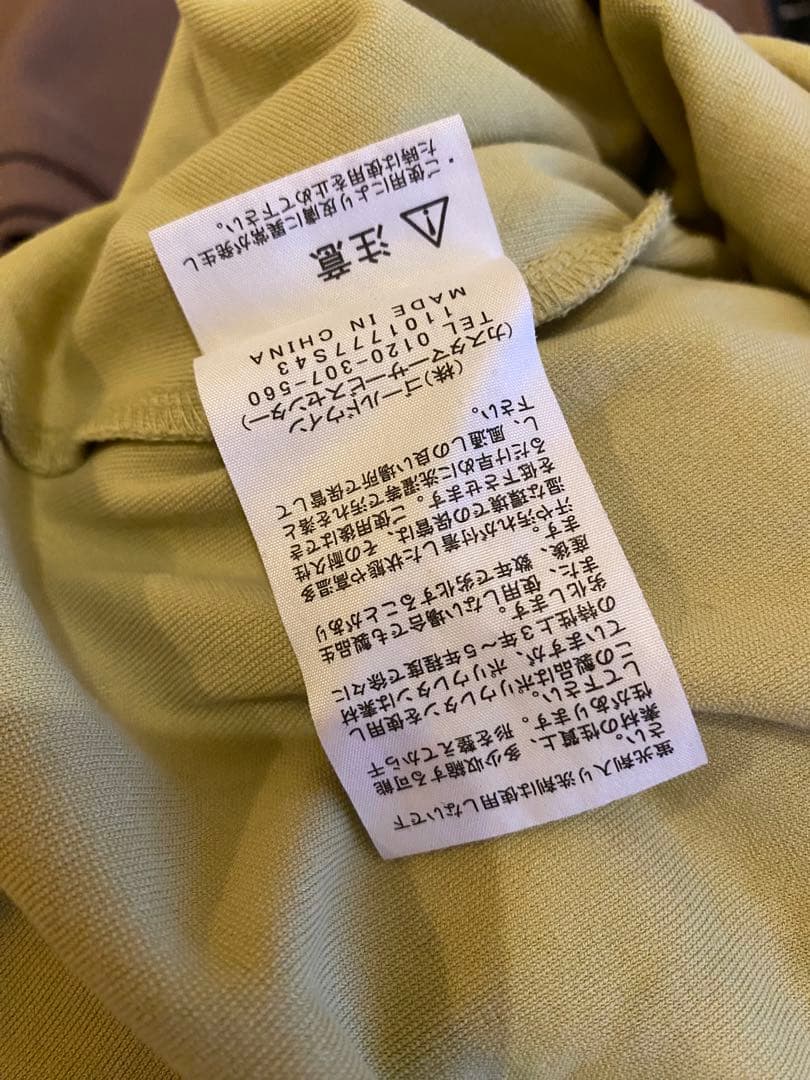 蛍光剤入り洗剤は使用しないで下
さい。
素材の性質上、多少収縮する可能
性があります。形を整えてから干
して下さい。
この製品はポリウレタンを使用し
ていますが、ポリウレタンは素材
の特性上3年～5年程度で徐々に
劣化します。
また、使用しない場合でも製品生
産後、数年で劣化することがあり
ます。
汗や汚れが付着した状態や高温多
湿な環境での保管は、その耐久性
を低下させます。ご使用後はでき
るだけ早めに洗濯等で汚れを落と
し、風通しの良い場所で保管して
下さい。
(株)ゴールドウイン
(カスタマーサービスセンター)
TEL 0120-307-560
110177S43
MADE IN CHINA
⚠注意
・ご使用により皮膚に異常が発生し
た時は使用を止めて下さい。